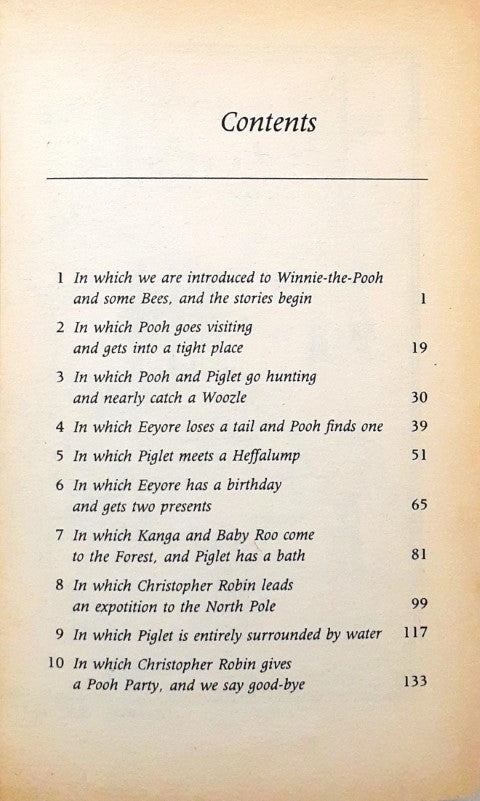 Contents
1 In which we are introduced to Winnie-the-Pooh
and some Bees, and the stories begin 1
2 In which Pooh goes visiting
and gets into a tight place 19
3 In which Pooh and Piglet go hunting
and nearly catch a Woozle 30
4 In which Eeyore loses a tail and Pooh finds one 39
5 In which Piglet meets a Heffalump 51
6 In which Eeyore has a birthday
and gets two presents 65
7 In which Kanga and Baby Roo come
to the Forest, and Piglet has a bath 81
8 In which Christopher Robin leads
an expotition to the North Pole 99
9 In which Piglet is entirely surrounded by water 117
10 In which Christopher Robin gives
a Pooh Party, and we say good-bye 133